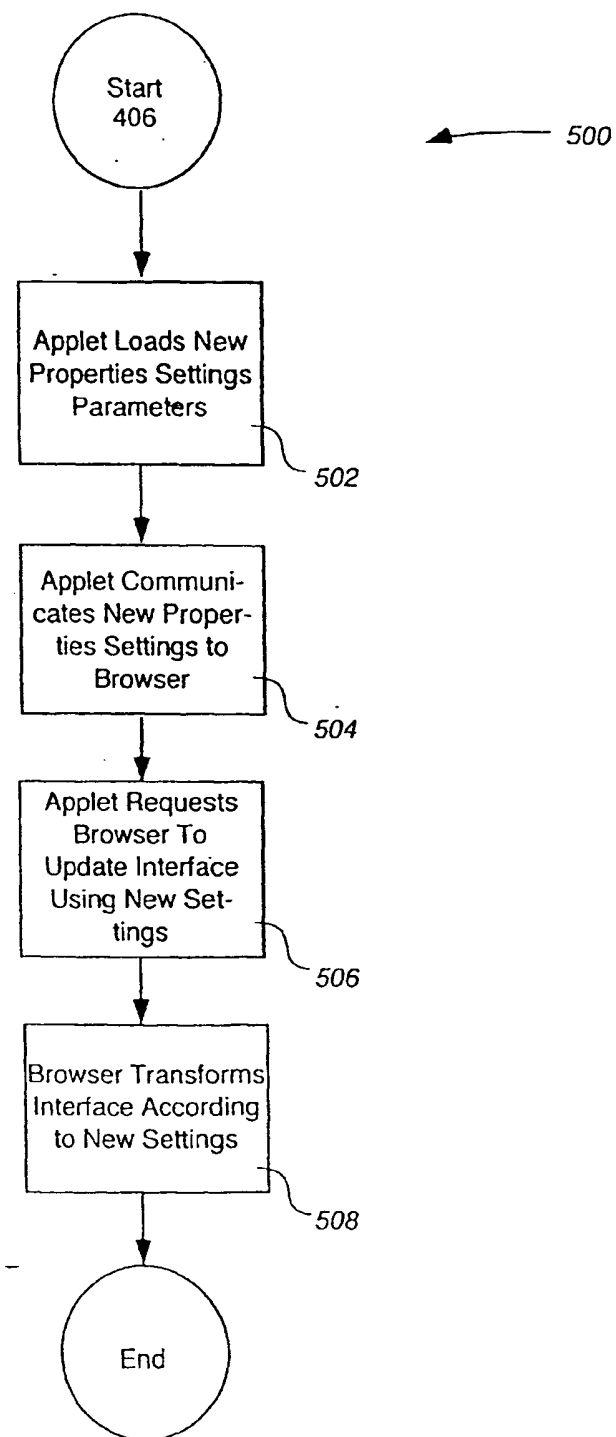 Start
406
500
Applet Loads New
Properties Settings
Parameters
502
Applet Communi-
cates New Proper-
ties Settings to
Browser
504
Applet Requests
Browser To
Update Interface
Using New Set-
tings
506
Browser Transforms
Interface According
to New Settings
508
End